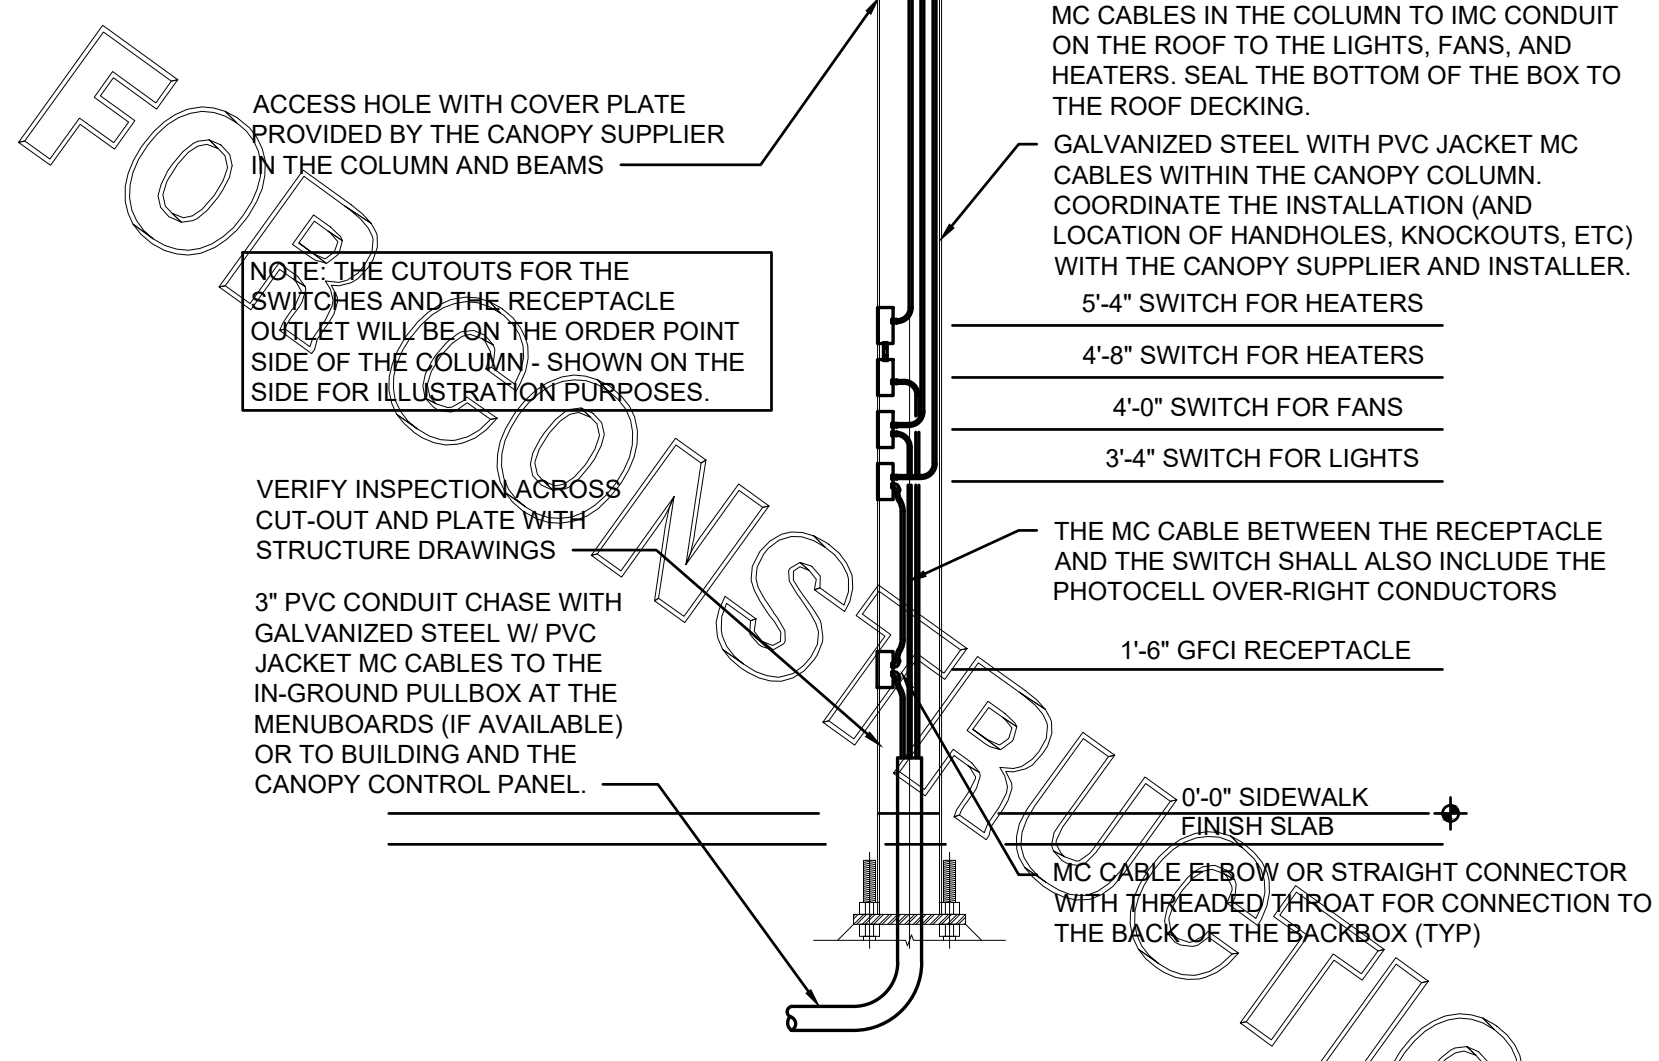 MC CABLES IN THE COLUMN TO IMC CONDUIT
ON THE ROOF TO THE LIGHTS, FANS, AND
HEATERS. SEAL THE BOTTOM OF THE BOX TO
THE ROOF DECKING.
ACCESS HOLE WITH COVER PLATE
PROVIDED BY THE CANOPY SUPPLIER
IN THE COLUMN AND BEAMS
GALVANIZED STEEL WITH PVC JACKET MC
CABLES WITHIN THE CANOPY COLUMN.
COORDINATE THE INSTALLATION (AND
LOCATION OF HANDHOLES, KNOCKOUTS, ETC)
WITH THE CANOPY SUPPLIER AND INSTALLER.
NOTE: THE CUTOUTS FOR THE
SWITCHES AND THE RECEPTACLE
OUTLET WILL BE ON THE ORDER POINT
SIDE OF THE COLUMN - SHOWN ON THE
SIDE FOR ILLUSTRATION PURPOSES.
5'-4" SWITCH FOR HEATERS
4'-8" SWITCH FOR HEATERS
4'-0" SWITCH FOR FANS
3'-4" SWITCH FOR LIGHTS
VERIFY INSPECTION ACROSS
CUT-OUT AND PLATE WITH
STRUCTURE DRAWINGS
THE MC CABLE BETWEEN THE RECEPTACLE
AND THE SWITCH SHALL ALSO INCLUDE THE
PHOTOCELL OVER-RIGHT CONDUCTORS
3" PVC CONDUIT CHASE WITH
GALVANIZED STEEL W/ PVC
JACKET MC CABLES TO THE
IN-GROUND PULLBOX AT THE
MENUBOARDS (IF AVAILABLE)
OR TO BUILDING AND THE
CANOPY CONTROL PANEL.
1'-6" GFCI RECEPTACLE
0'-0" SIDEWALK
FINISH SLAB
MC CABLE ELBOW OR STRAIGHT CONNECTOR
WITH THREADED THROAT FOR CONNECTION TO
THE BACK OF THE BACKBOX (TYP)
FOR CONSTRUCTIO